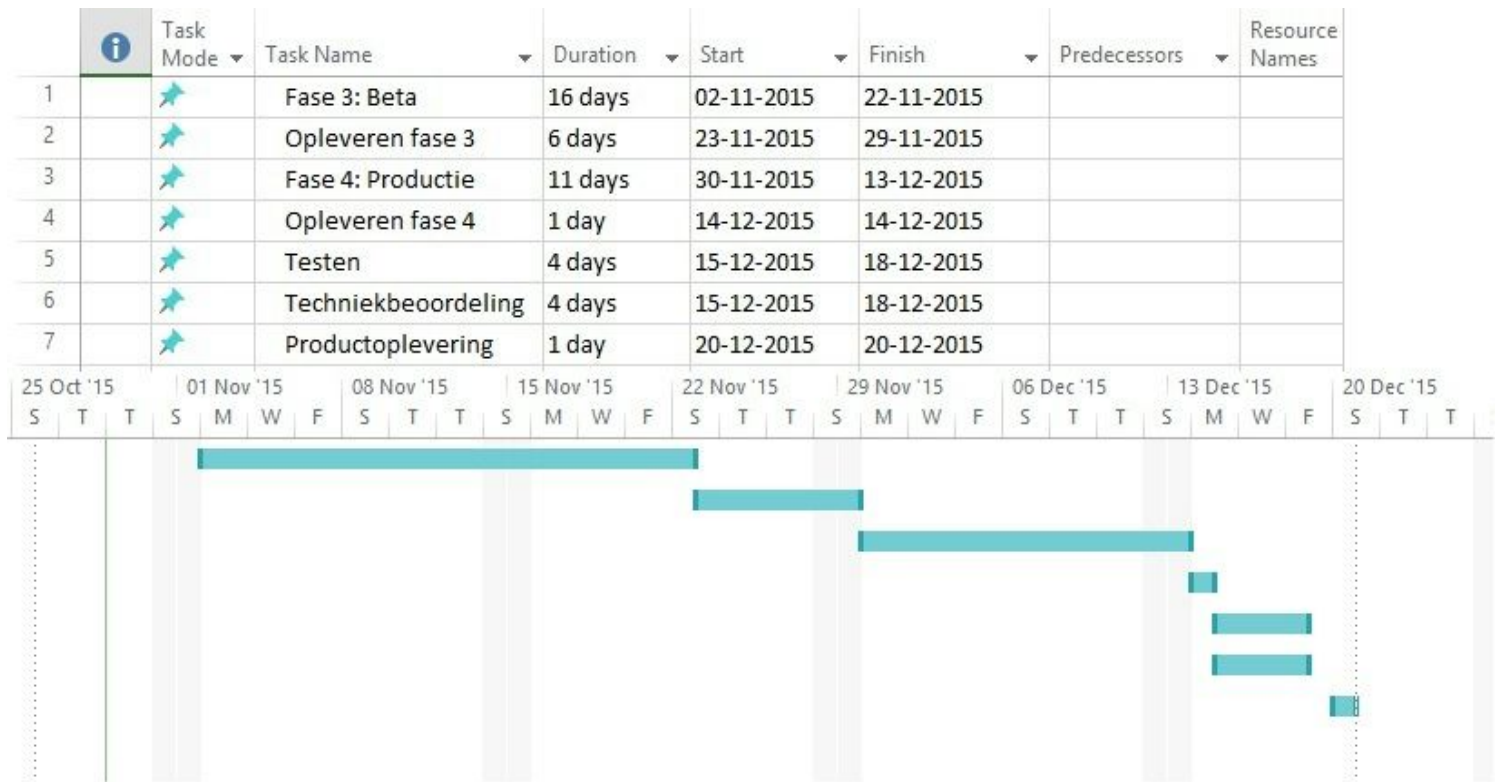 Task Mode Task Name Duration Start Finish Predecessors Resource Names
1 Fase 3: Beta 16 days 02-11-2015 22-11-2015
2 Opleveren fase 3 6 days 23-11-2015 29-11-2015
3 Fase 4: Productie 11 days 30-11-2015 13-12-2015
4 Opleveren fase 4 1 day 14-12-2015 14-12-2015
5 Testen 4 days 15-12-2015 18-12-2015
6 Techniekbeoordeling 4 days 15-12-2015 18-12-2015
7 Productoplevering 1 day 20-12-2015 20-12-2015
25 Oct '15 01 Nov '15 08 Nov '15 15 Nov '15 22 Nov '15 29 Nov '15 06 Dec '15 13 Dec '15 20 Dec '15
S T T S M W F S T T S M W F S T T S M W F S T T S M W F S T T